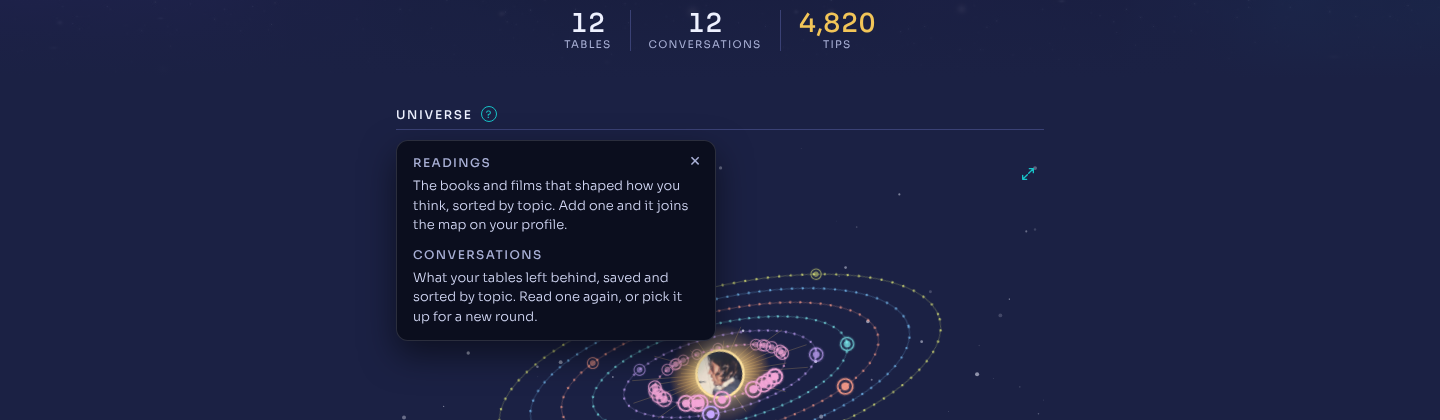 12
TABLES
12
CONVERSATIONS
4,820
TIPS
UNIVERSE ?
READINGS ✕
The books and films that shaped how you
think, sorted by topic. Add one and it joins
the map on your profile.
CONVERSATIONS
What your tables left behind, saved and
sorted by topic. Read one again, or pick it
up for a new round.